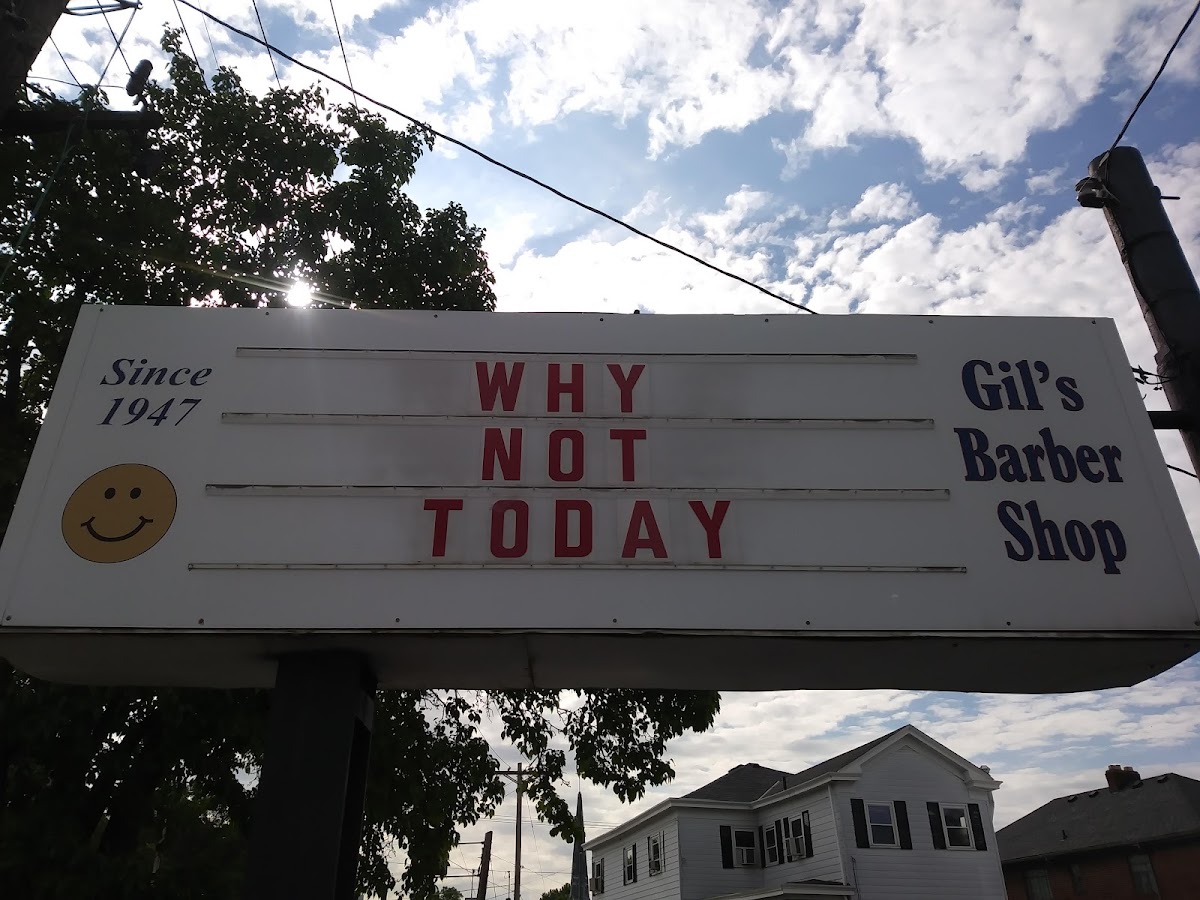 Since
1947
WHY
NOT
TODAY
Gil's
Barber
Shop